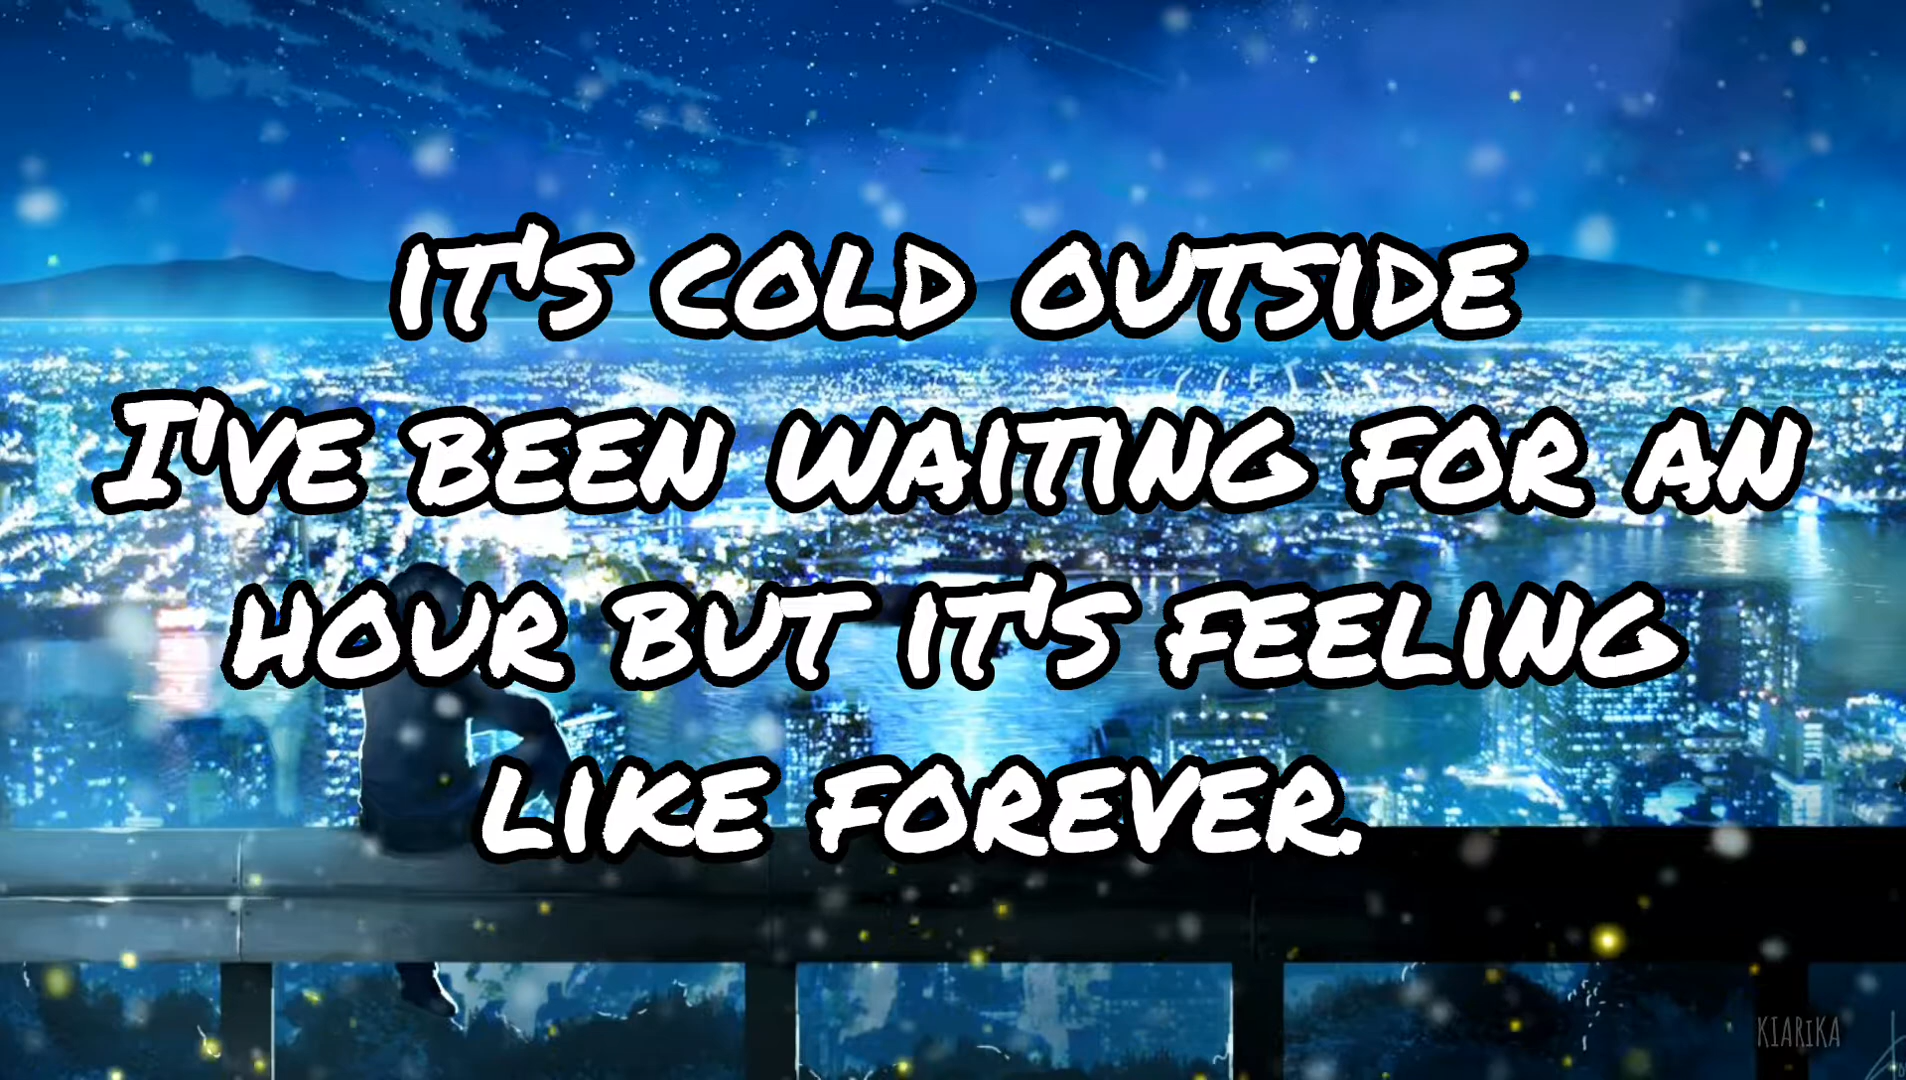 it's cold outside
I've been waiting for an
hour but it's feeling
like forever.
KIARiKA